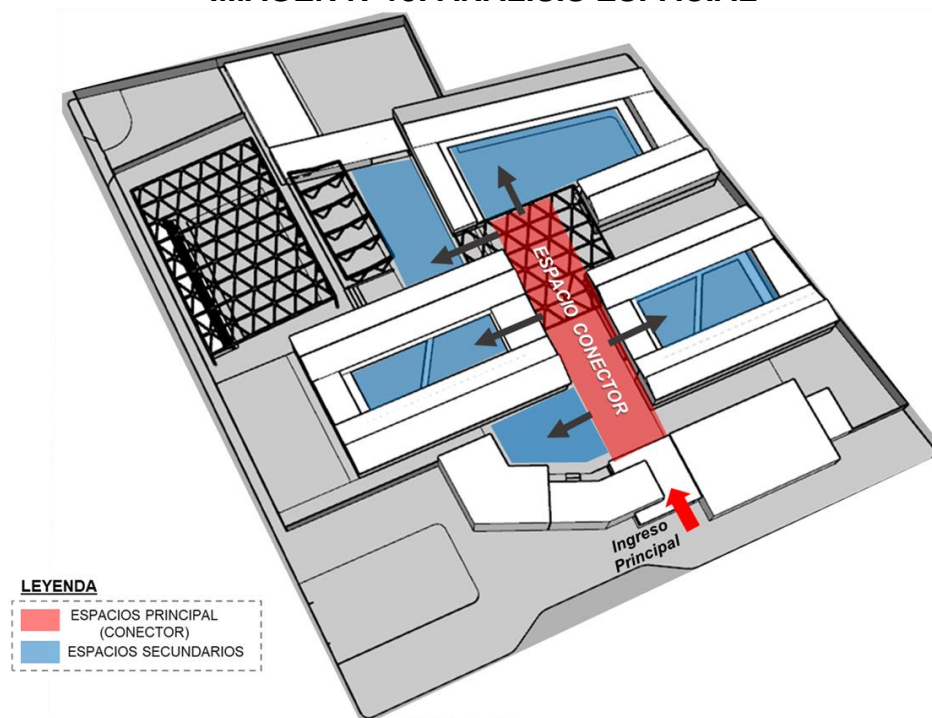 ESPACIO CONECTOR
Ingreso
Principal
LEYENDA
ESPACIOS PRINCIPAL
(CONECTOR)
ESPACIOS SECUNDARIOS